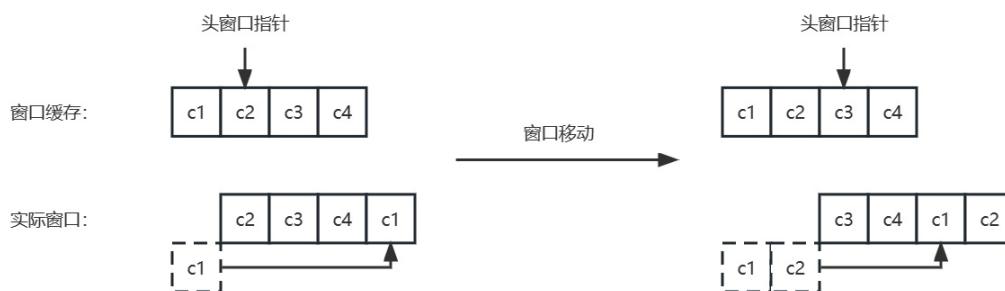 头窗口指针 头窗口指针
窗口缓存: c1 c2 c3 c4 c1 c2 c3 c4
窗口移动
实际窗口: c2 c3 c4 c1 c3 c4 c1 c2
c1 c1 c2